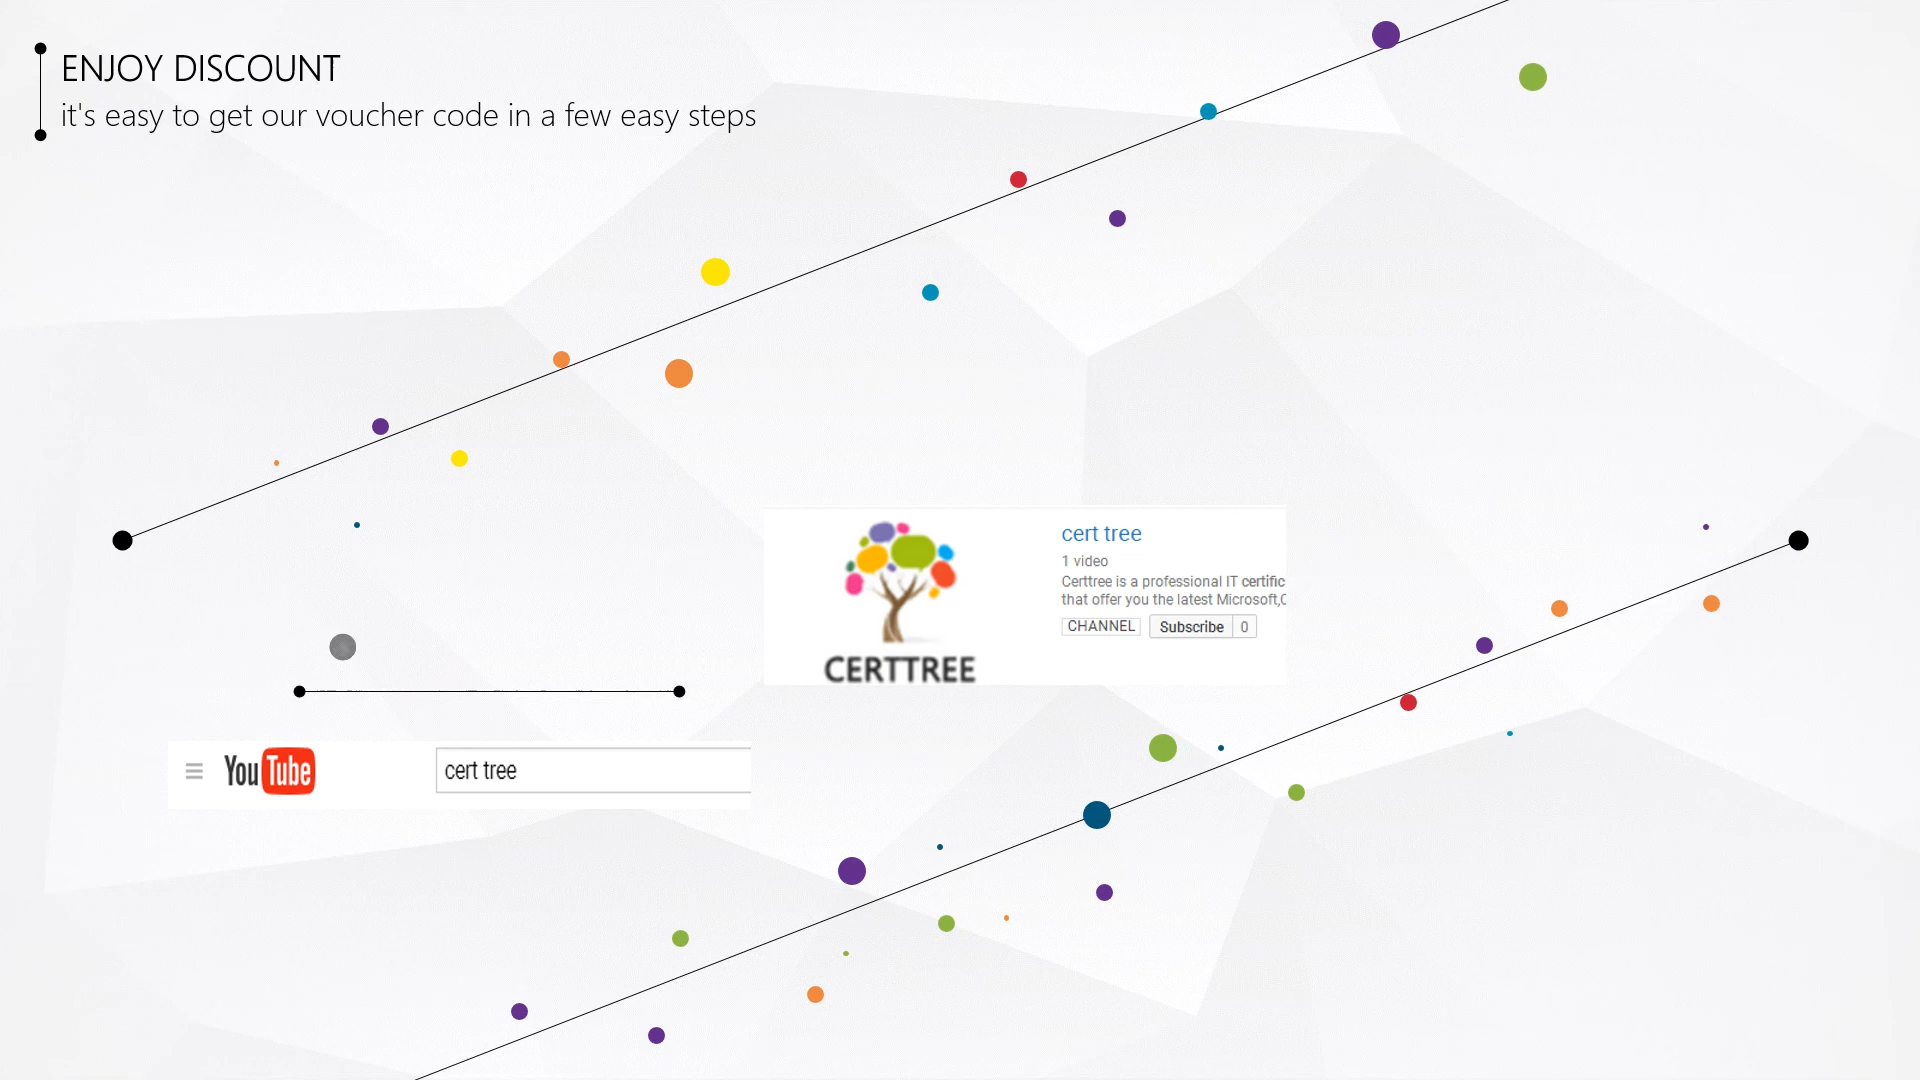 ENJOY DISCOUNT
it's easy to get our voucher code in a few easy steps
cert tree
1 video
Certtree is a professional IT certific
that offer you the latest Microsoft,C
CHANNEL Subscribe 0
CERTTREE
YouTube cert tree